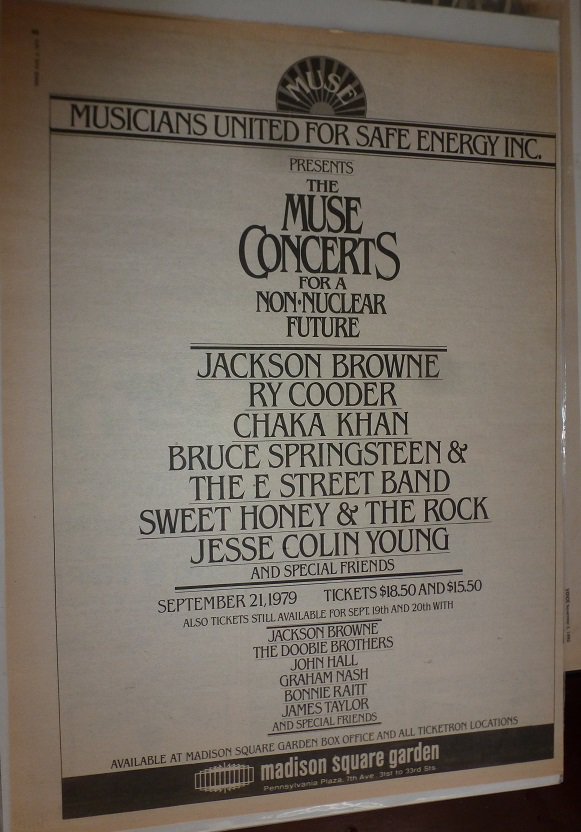 MUSE
MUSICIANS UNITED FOR SAFE ENERGY INC.
PRESENTS
THE
MUSE
CONCERTS
FOR A
NON·NUCLEAR
FUTURE
JACKSON BROWNE
RY COODER
CHAKA KHAN
BRUCE SPRINGSTEEN &
THE E STREET BAND
SWEET HONEY & THE ROCK
JESSE COLIN YOUNG
AND SPECIAL FRIENDS
SEPTEMBER 21, 1979 TICKETS $18.50 AND $15.50
ALSO TICKETS STILL AVAILABLE FOR SEPT. 19th AND 20th WITH
JACKSON BROWNE
THE DOOBIE BROTHERS
JOHN HALL
GRAHAM NASH
BONNIE RAITT
JAMES TAYLOR
AND SPECIAL FRIENDS
AVAILABLE AT MADISON SQUARE GARDEN BOX OFFICE AND ALL TICKETRON LOCATIONS
madison square garden
Pennsylvania Plaza, 7th Ave. 31st to 33rd Sts.